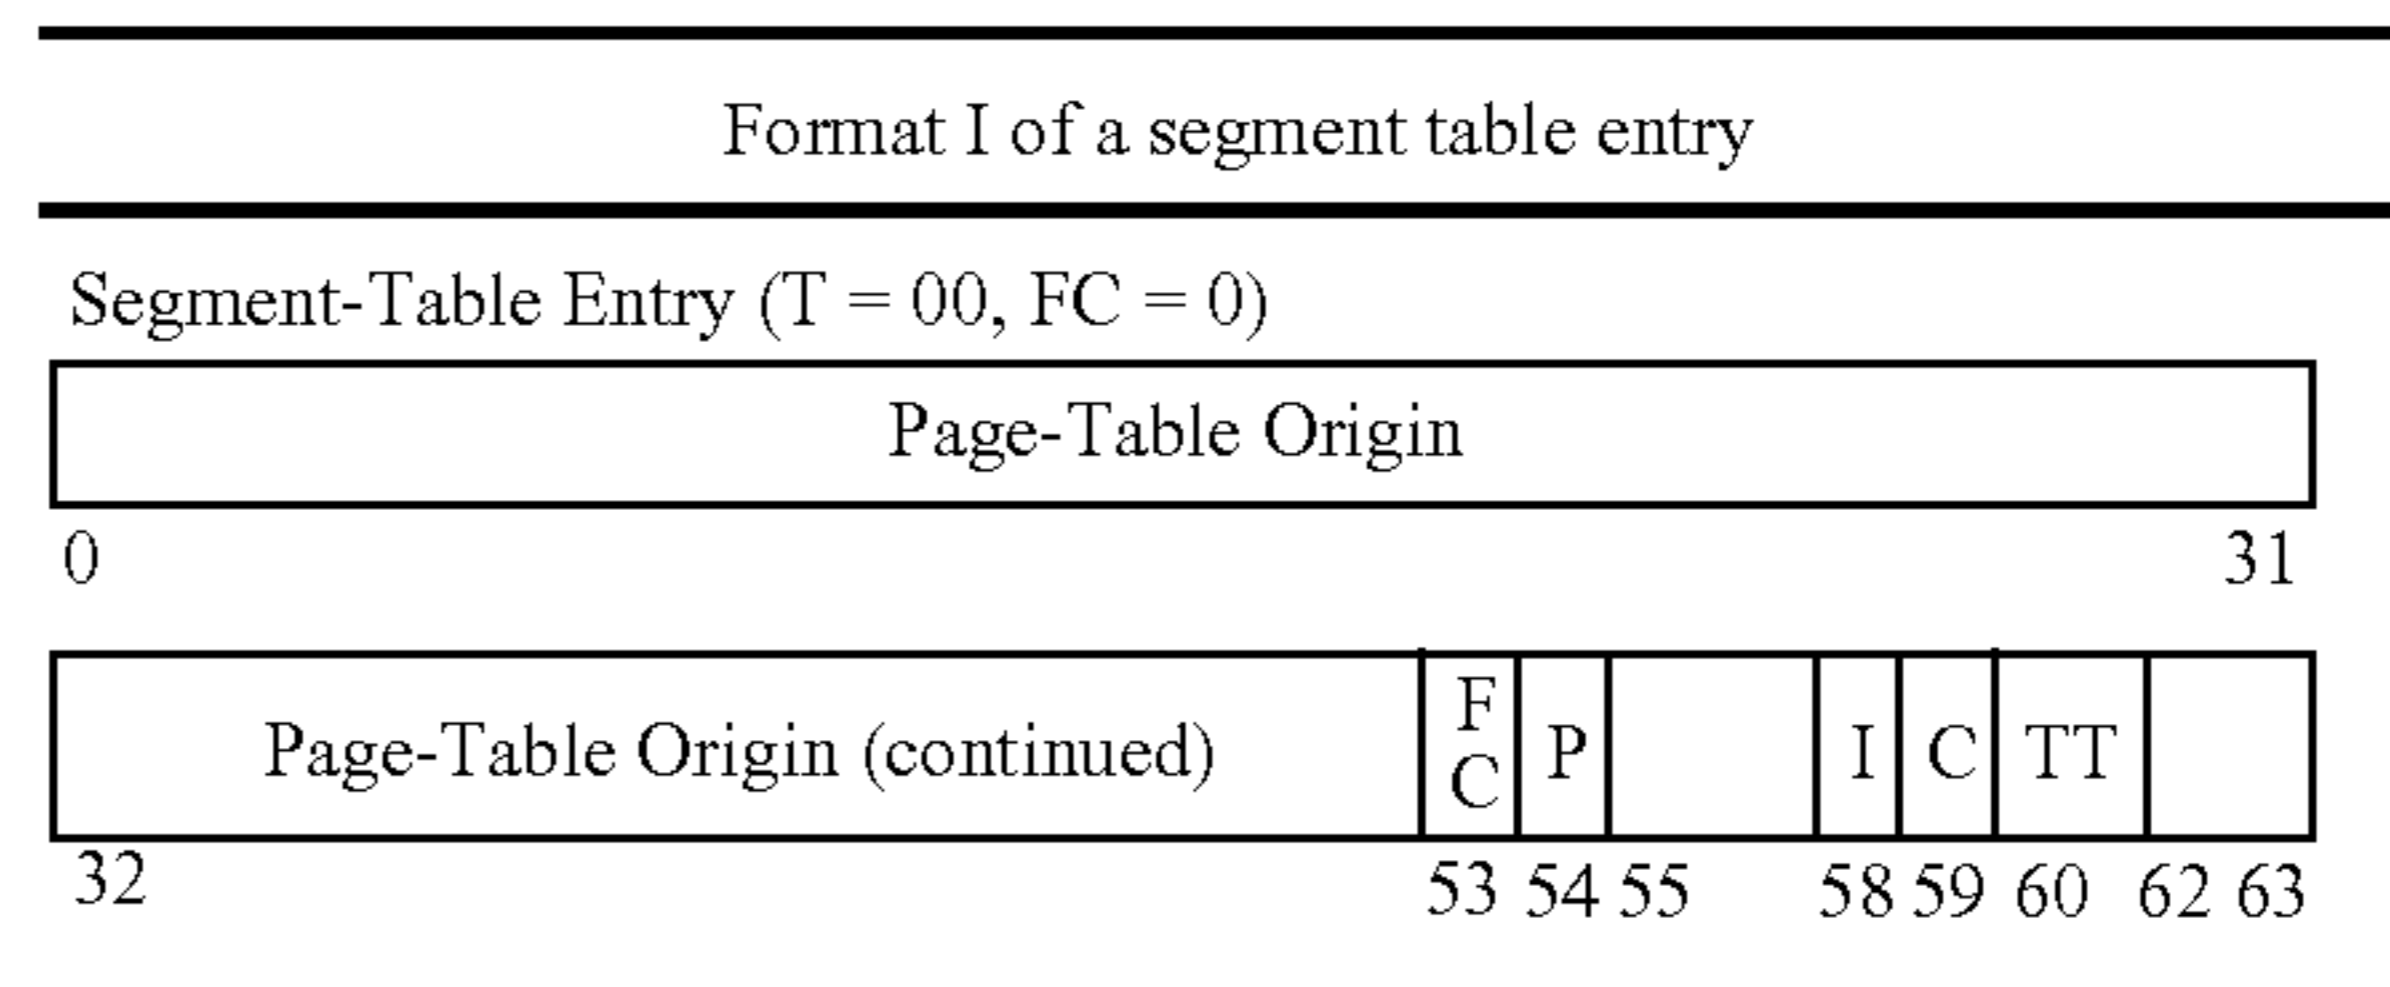 Format I of a segment table entry
Segment-Table Entry (T = 00, FC = 0)
Page-Table Origin
0 31
Page-Table Origin (continued) F C P I C TT
32 53 54 55 58 59 60 62 63